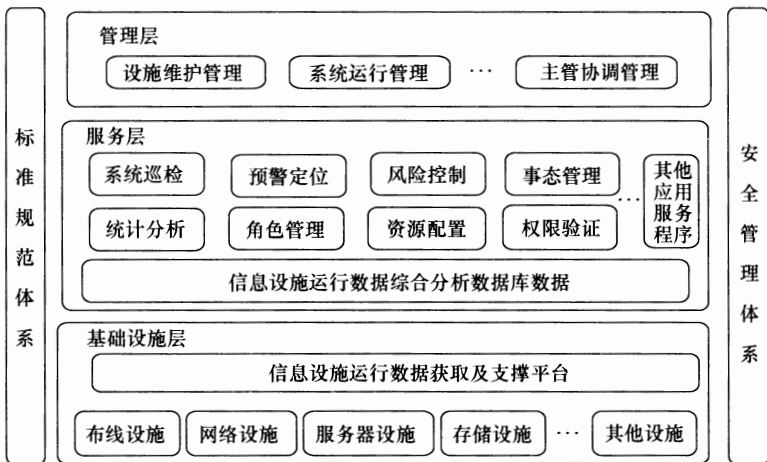 标准规范体系
管理层
设施维护管理 系统运行管理 … 主管协调管理
服务层
系统巡检 预警定位 风险控制 事态管理
统计分析 角色管理 资源配置 权限验证 …
其他
应用
服务
程序
信息设施运行数据综合分析数据库数据
基础设施层
信息设施运行数据获取及支撑平台
布线设施 网络设施 服务器设施 存储设施 … 其他设施
安全管理体系